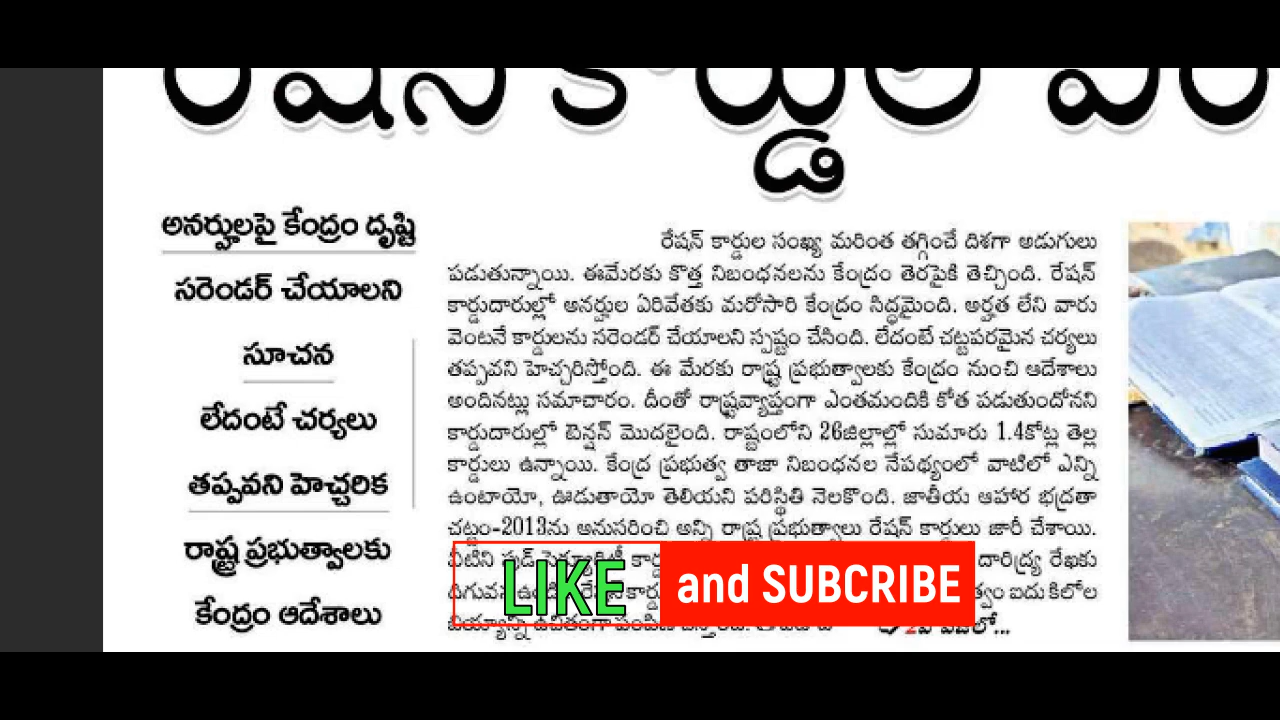 రేషన్ కార్డుల
అనర్హులపై కేంద్రం దృష్టి
సరెండర్ చేయాలని
సూచన
లేదంటే చర్యలు
తప్పవని హెచ్చరిక
రాష్ట్ర ప్రభుత్వాలకు
కేంద్రం ఆదేశాలు
రేషన్ కార్డుల సంఖ్య మరింత తగ్గించే దిశగా అడుగులు
పడుతున్నాయి. ఈమేరకు కొత్త నిబంధనలను కేంద్రం తెరపైకి తెచ్చింది. రేషన్
కార్డుదారుల్లో అనర్హుల ఏరివేతకు మరోసారి కేంద్రం సిద్ధమైంది. అర్హత లేని వారు
వెంటనే కార్డులను సరెండర్ చేయాలని స్పష్టం చేసింది. లేదంటే చట్టపరమైన చర్యలు
తప్పవని హెచ్చరిస్తోంది. ఈ మేరకు రాష్ట్ర ప్రభుత్వాలకు కేంద్రం నుంచి ఆదేశాలు
అందినట్లు సమాచారం. దీంతో రాష్ట్రవ్యాప్తంగా ఎంతమందికి కోత పడుతుందోనని
కార్డుదారుల్లో టెన్షన్ మొదలైంది. రాష్టంలోని 26జిల్లాల్లో సుమారు 1.4కోట్ల తెల్ల
కార్డులు ఉన్నాయి. కేంద్ర ప్రభుత్వ తాజా నిబంధనల నేపథ్యంలో వాటిలో ఎన్ని
ఉంటాయో, ఊడుతాయో తెలియని పరిస్థితి నెలకొంది. జాతీయ ఆహార భద్రతా
చట్టం-2013ను అనుసరించి అన్ని రాష్ట్ర ప్రభుత్వాలు రేషన్ కార్డులు జారీ చేశాయి.
దారిద్ర్య రేఖకు
ఐదు కిలోల
LIKE and SUBCRIBE